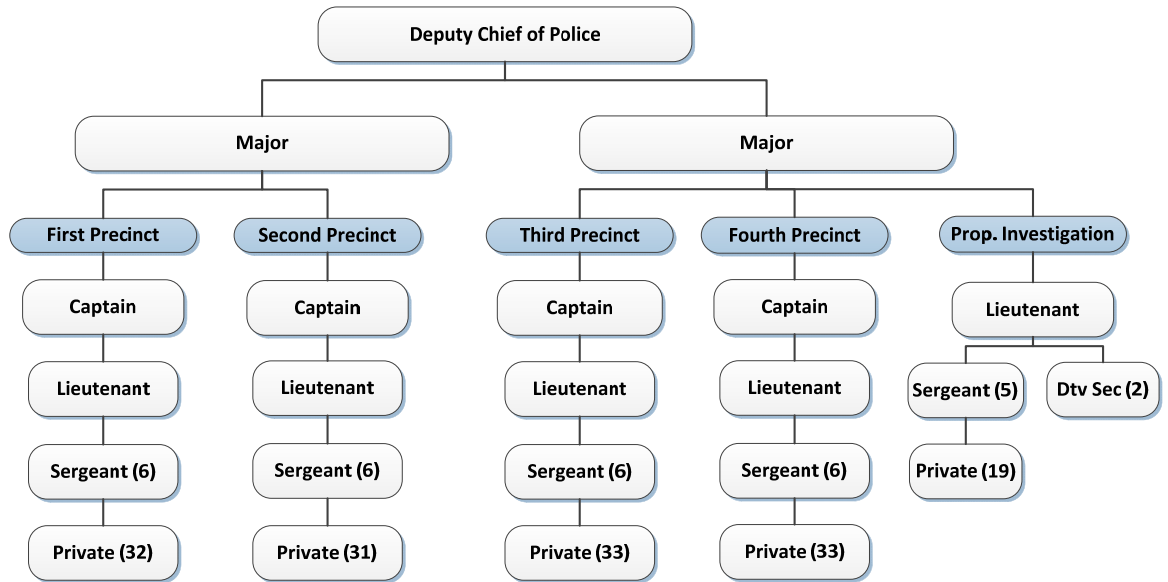 Deputy Chief of Police
Major
Major
First Precinct
Second Precinct
Third Precinct
Fourth Precinct
Prop. Investigation
Captain
Captain
Captain
Captain
Lieutenant
Lieutenant
Lieutenant
Lieutenant
Lieutenant
Sergeant (5)
Dtv Sec (2)
Sergeant (6)
Sergeant (6)
Sergeant (6)
Sergeant (6)
Private (19)
Private (32)
Private (31)
Private (33)
Private (33)